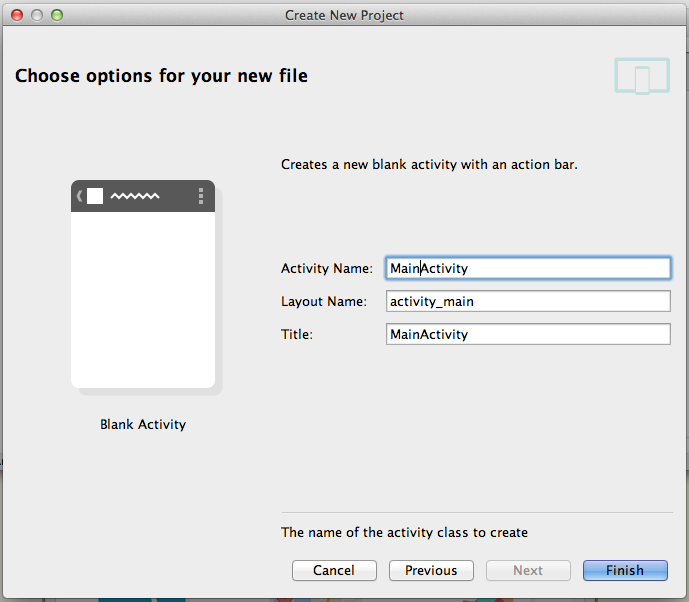 Create New Project
Choose options for your new file
Creates a new blank activity with an action bar.
Activity Name: MainActivity
Layout Name: activity_main
Title: MainActivity
Blank Activity
The name of the activity class to create
Cancel Previous Next Finish